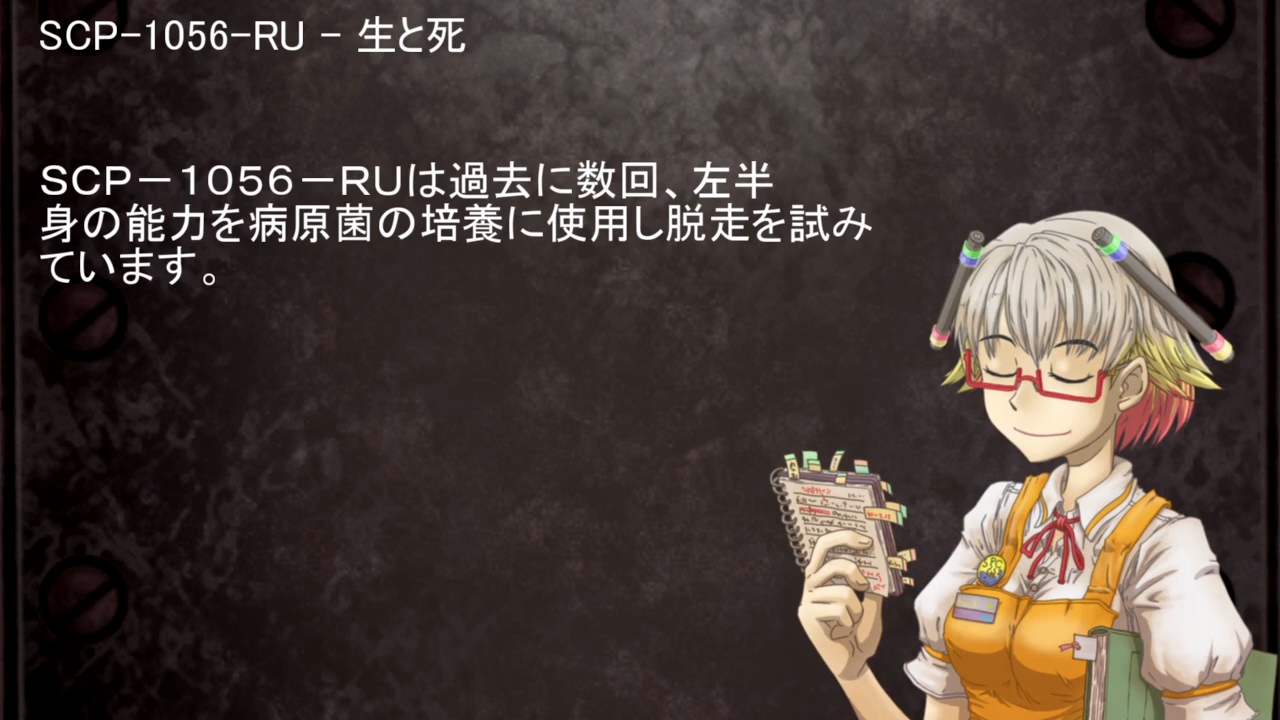 SCP-1056-RU - 生と死
SCP－1056－RUは過去に数回、左半
身の能力を病原菌の培養に使用し脱走を試み
ています。